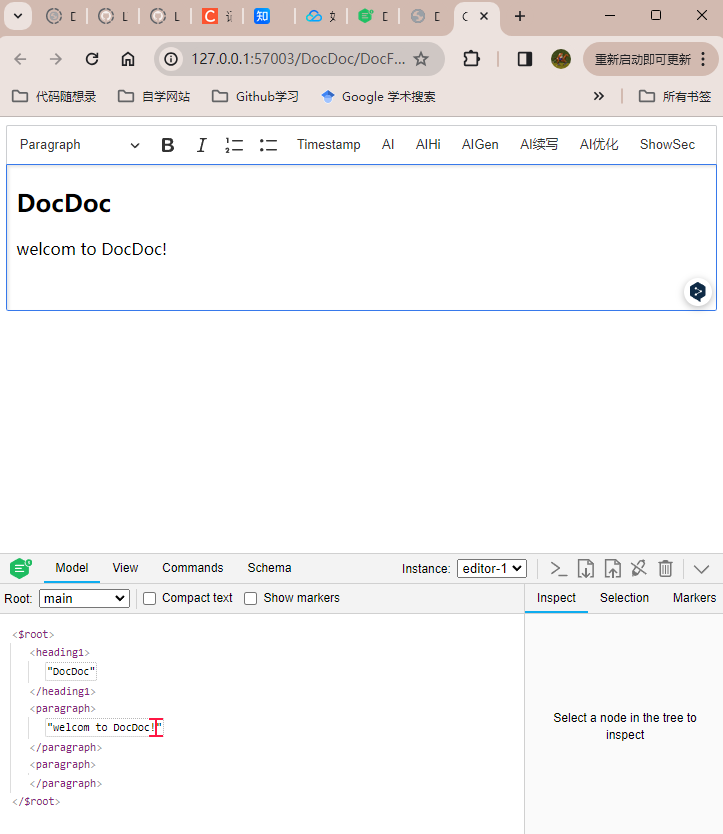 127.0.0.1:57003/DocDoc/DocF...
重新启动即可更新
代码随想录 自学网站 Github学习 Google 学术搜索 » 所有书签
Paragraph B I Timestamp AI AIHi AIGen AI续写 AI优化 ShowSec
DocDoc
welcom to DocDoc!
Model View Commands Schema Instance: editor-1
Root: main Compact text Show markers Inspect Selection Markers
<$root>
<heading1>
"DocDoc"
</heading1>
<paragraph>
"welcom to DocDoc!"
</paragraph>
<paragraph>
</paragraph>
</$root>
Select a node in the tree to
inspect